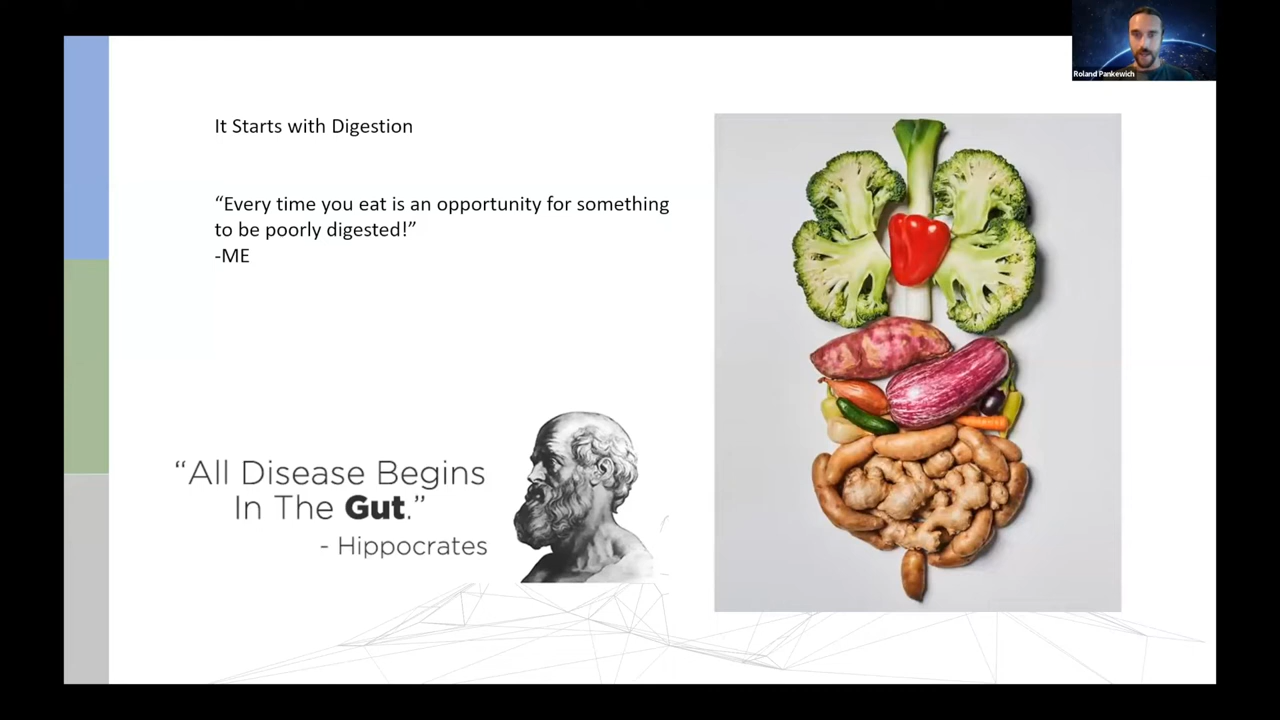 Roland Pankewich
It Starts with Digestion
“Every time you eat is an opportunity for something
to be poorly digested!”
-ME
“All Disease Begins
In The Gut.”
- Hippocrates